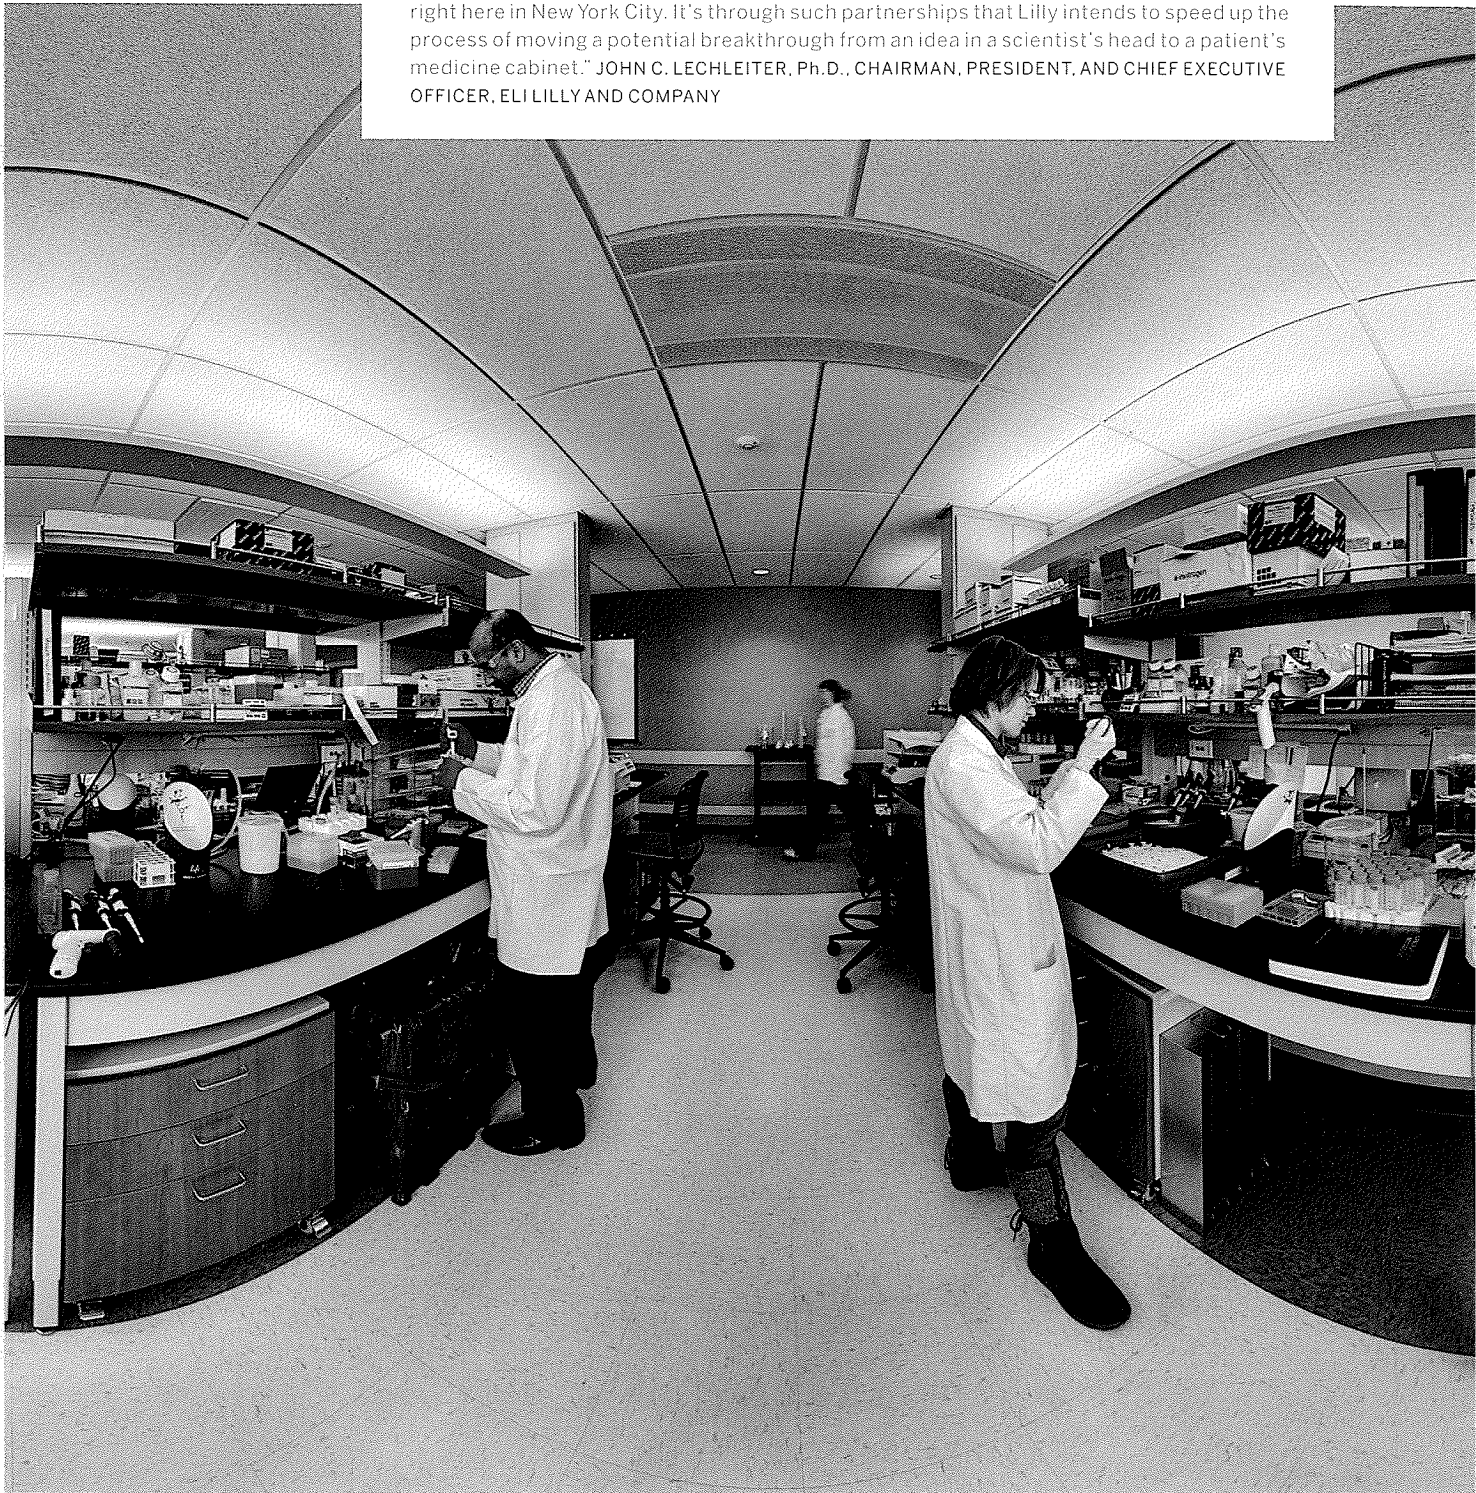 right here in New York City. It's through such partnerships that Lilly intends to speed up the
process of moving a potential breakthrough from an idea in a scientist's head to a patient's
medicine cabinet." JOHN C. LECHLEITER, Ph.D., CHAIRMAN, PRESIDENT, AND CHIEF EXECUTIVE
OFFICER, ELI LILLY AND COMPANY
invitrogen